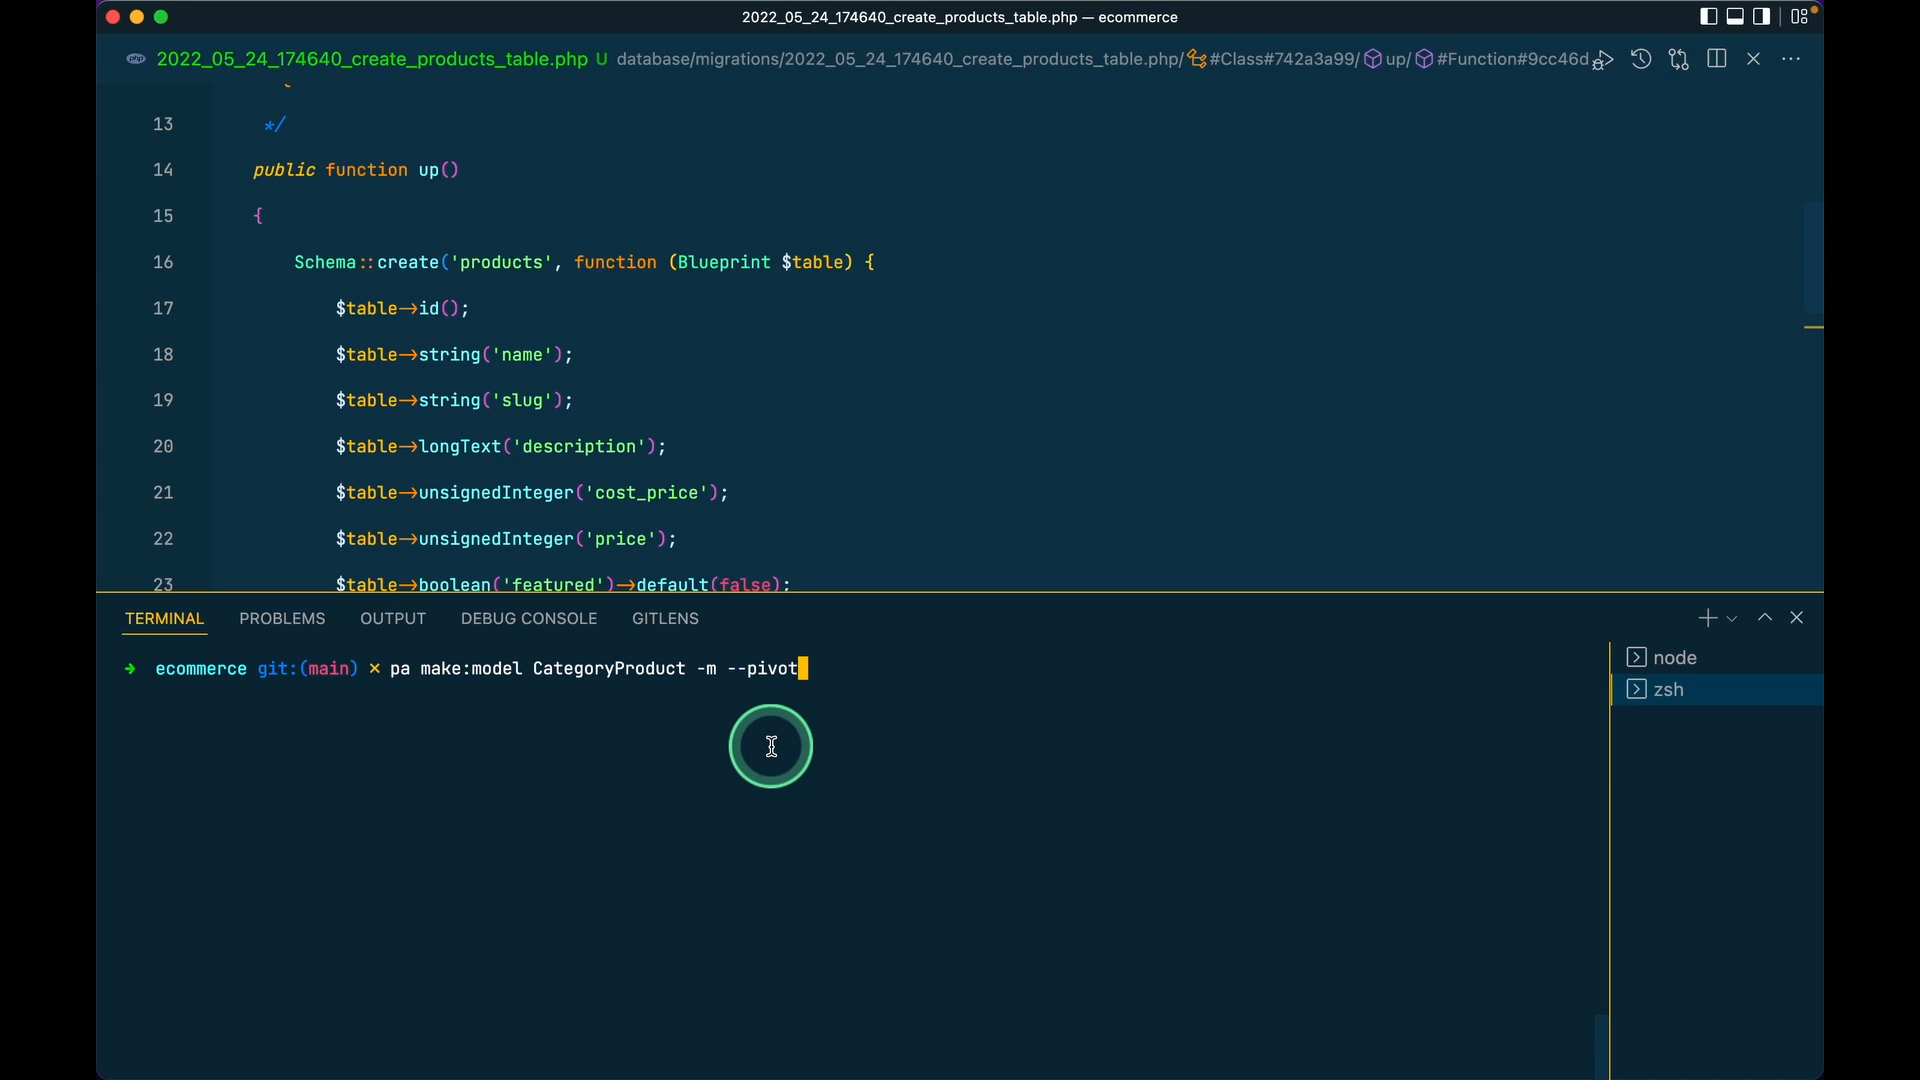 2022_05_24_174640_create_products_table.php — ecommerce
php 2022_05_24_174640_create_products_table.php U database/migrations/2022_05_24_174640_create_products_table.php/ #Class#742a3a99/ up/ #Function#9cc46d
13 */
14 public function up()
15 {
16 Schema::create('products', function (Blueprint $table) {
17 $table->id();
18 $table->string('name');
19 $table->string('slug');
20 $table->longText('description');
21 $table->unsignedInteger('cost_price');
22 $table->unsignedInteger('price');
23 $table->boolean('featured')->default(false);
TERMINAL PROBLEMS OUTPUT DEBUG CONSOLE GITLENS
➜ ecommerce git:(main) × pa make:model CategoryProduct -m --pivot
node
zsh